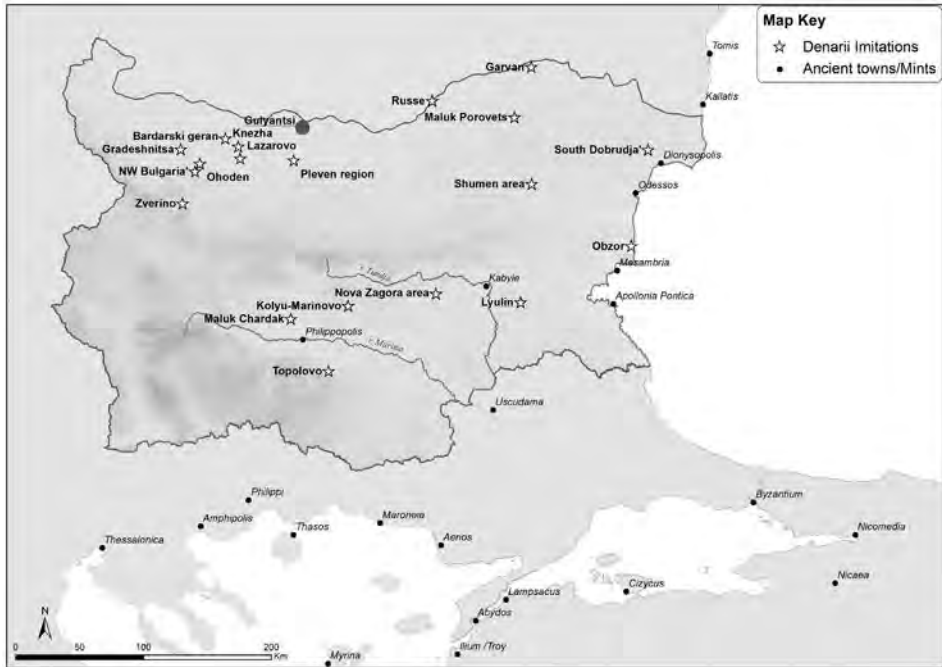 Map Key
Denarii Imitations
Ancient towns/Mints
Tomis
Garvan
Kallatis
Russe
Maluk Porovets
Gulyantsi
Bardarski geran
Knezha
Gradeshnitsa
Lazarovo
South Dobrudja'
Dionysopolis
NW Bulgaria'
Ohoden
Pleven region
Shumen area
Odessos
Zverino
Obzor
Mesambria
r. Tundja
Kabyle
Nova Zagora area
Lyulin
Kolyu-Marinovo
Apollonia Pontica
Maluk Chardak
Philippopolis
r. Maritsa
Topolovo
Uscudama
Philippi
Byzantium
Amphipolis
Maroneia
Thasos
Nicomedia
Thessalonica
Aenos
Nicaea
Cizycus
Lampsacus
Abydos
N
Ilium /Troy
0 50 100 200
Km
Myrina